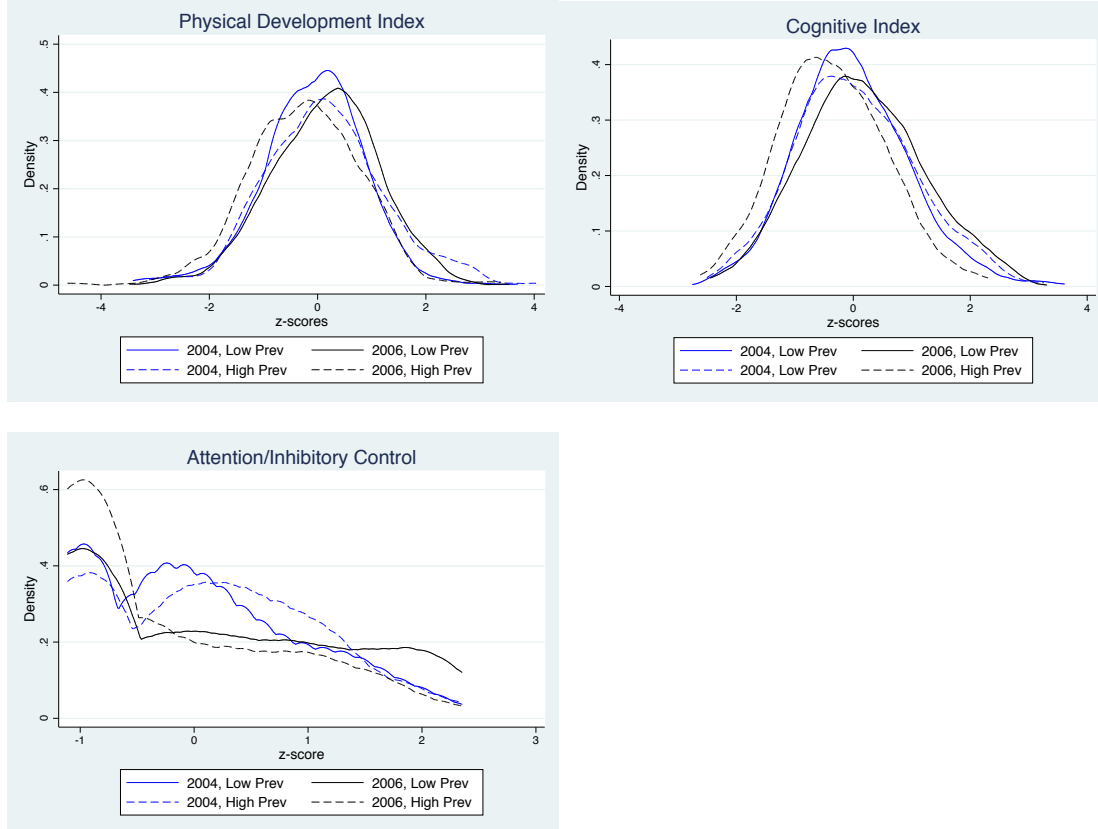 Physical Development Index
Density
0 .1 .2 .3 .4 .5
-4 -2 0 2 4
z-scores
2004, Low Prev 2006, Low Prev
2004, High Prev 2006, High Prev
Cognitive Index
Density
0 .1 .2 .3 .4
-4 -2 0 2 4
z-scores
2004, Low Prev 2006, Low Prev
2004, Low Prev 2006, High Prev
Attention/Inhibitory Control
Density
0 .2 .4 .6
-1 0 1 2 3
z-score
2004, Low Prev 2006, Low Prev
2004, High Prev 2006, High Prev